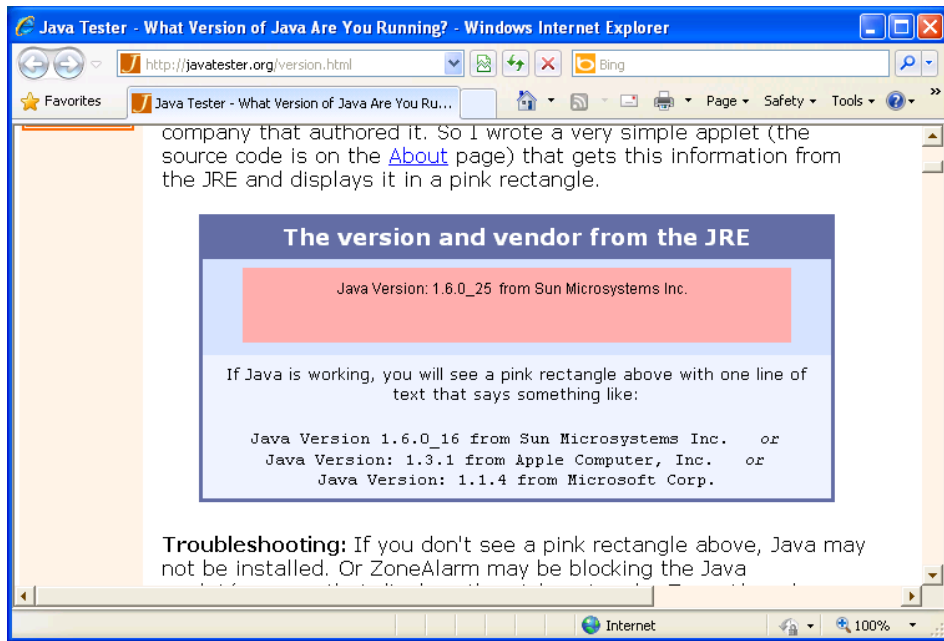 Java Tester - What Version of Java Are You Running? - Windows Internet Explorer
http://javatester.org/version.html
Bing
Favorites
Java Tester - What Version of Java Are You Ru...
Page
Safety
Tools
»
company that authored it. So I wrote a very simple applet (the
source code is on the About page) that gets this information from
the JRE and displays it in a pink rectangle.
The version and vendor from the JRE
Java Version: 1.6.0_25 from Sun Microsystems Inc.
If Java is working, you will see a pink rectangle above with one line of
text that says something like:
Java Version 1.6.0_16 from Sun Microsystems Inc. or
Java Version: 1.3.1 from Apple Computer, Inc. or
Java Version: 1.1.4 from Microsoft Corp.
Troubleshooting: If you don't see a pink rectangle above, Java may
not be installed. Or ZoneAlarm may be blocking the Java
Internet
100%